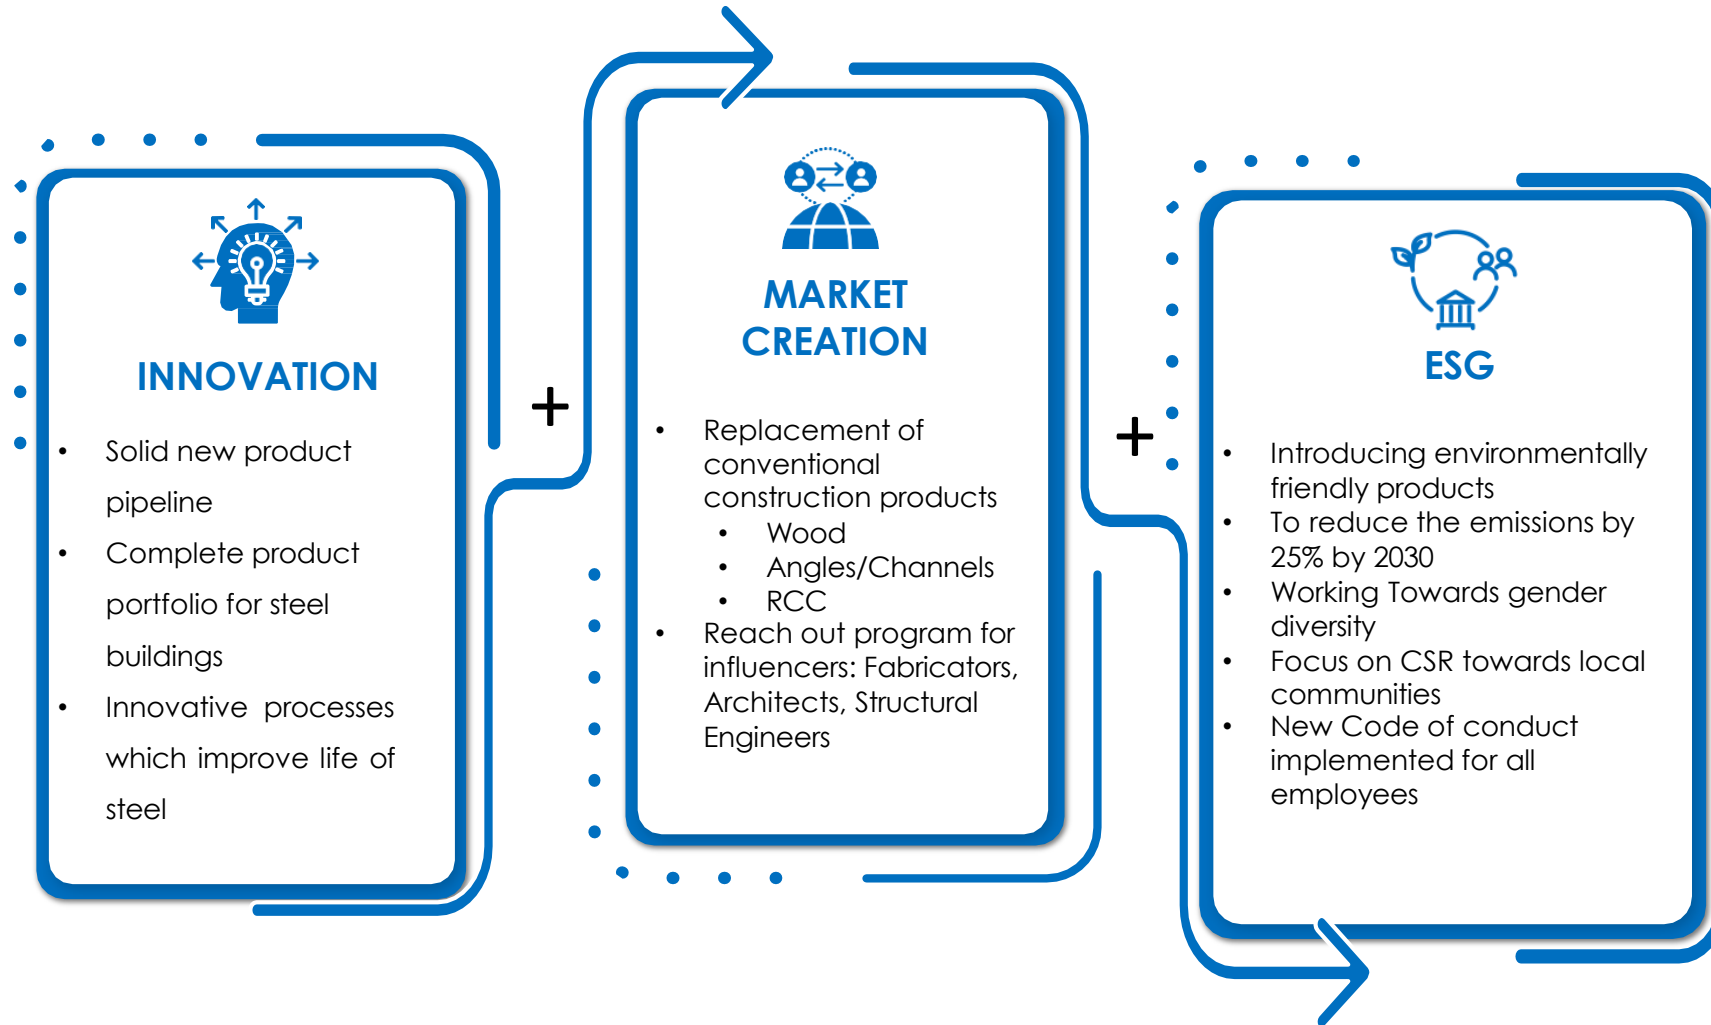 INNOVATION
• Solid new product
pipeline
• Complete product
portfolio for steel
buildings
• Innovative processes
which improve life of
steel
+
MARKET
CREATION
• Replacement of
conventional
construction products
• Wood
• Angles/Channels
• RCC
• Reach out program for
influencers: Fabricators,
Architects, Structural
Engineers
+
ESG
• Introducing environmentally
friendly products
• To reduce the emissions by
25% by 2030
• Working Towards gender
diversity
• Focus on CSR towards local
communities
• New Code of conduct
implemented for all
employees